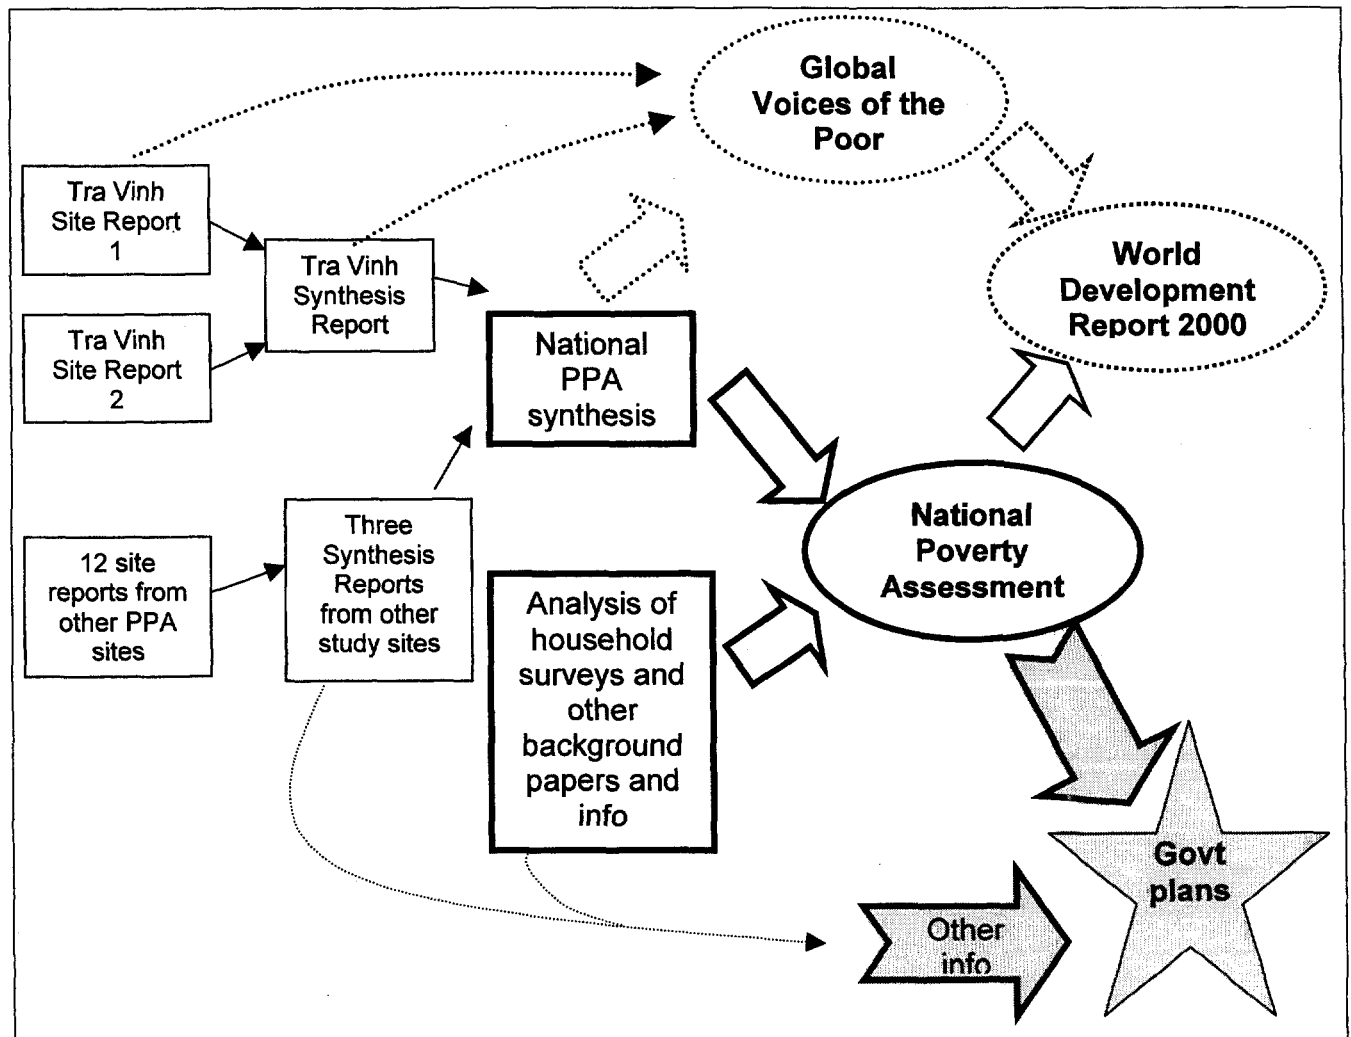 Global
Voices of the
Poor
Tra Vinh
Site Report
1
Tra Vinh
Synthesis
Report
World
Development
Report 2000
Tra Vinh
Site Report
2
National
PPA
synthesis
12 site
reports from
other PPA
sites
Three
Synthesis
Reports
from other
study sites
National
Poverty
Assessment
Analysis of
household
surveys and
other
background
papers and
info
Govt
plans
Other
info